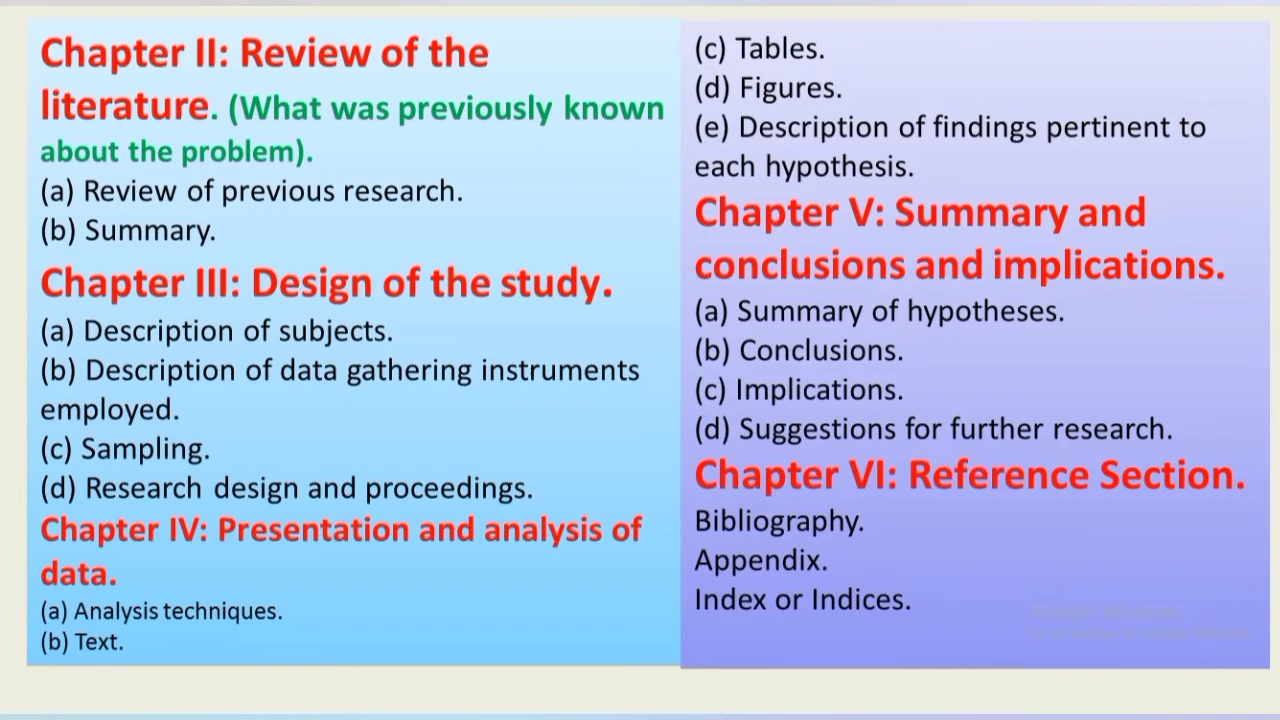 Chapter II: Review of the
literature. (What was previously known
about the problem).
(a) Review of previous research.
(b) Summary.
Chapter III: Design of the study.
(a) Description of subjects.
(b) Description of data gathering instruments
employed.
(c) Sampling.
(d) Research design and proceedings.
Chapter IV: Presentation and analysis of
data.
(a) Analysis techniques.
(b) Text.
(c) Tables.
(d) Figures.
(e) Description of findings pertinent to
each hypothesis.
Chapter V: Summary and
conclusions and implications.
(a) Summary of hypotheses.
(b) Conclusions.
(c) Implications.
(d) Suggestions for further research.
Chapter VI: Reference Section.
Bibliography.
Appendix.
Index or Indices.